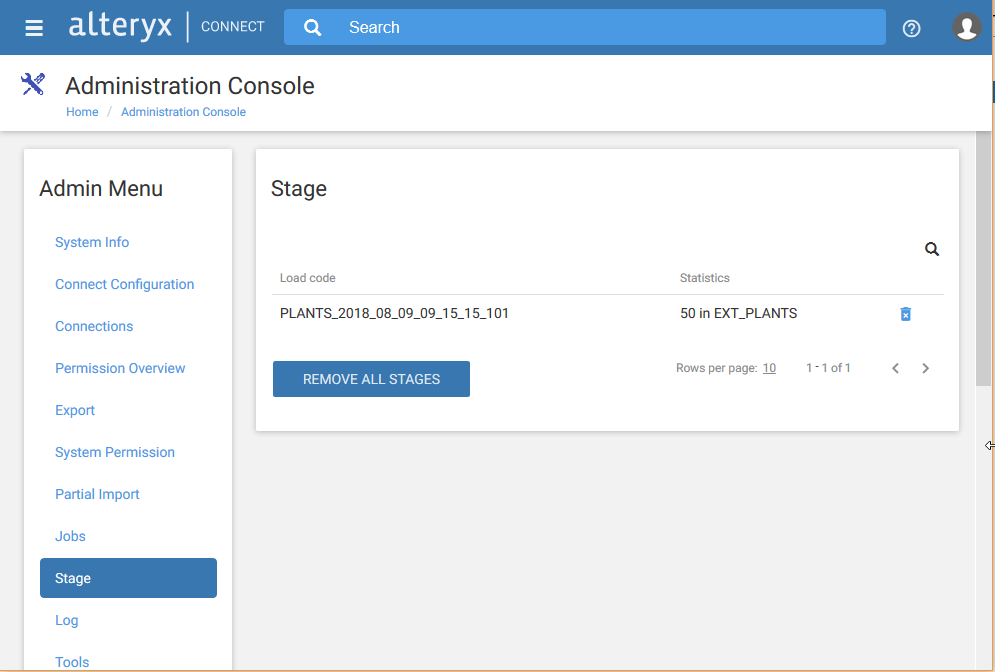 alteryx CONNECT Search
Administration Console
Home / Administration Console
Admin Menu
System Info
Connect Configuration
Connections
Permission Overview
Export
System Permission
Partial Import
Jobs
Stage
Log
Tools
Stage
Load code Statistics
PLANTS_2018_08_09_09_15_15_101 50 in EXT_PLANTS
REMOVE ALL STAGES Rows per page: 10 1 - 1 of 1